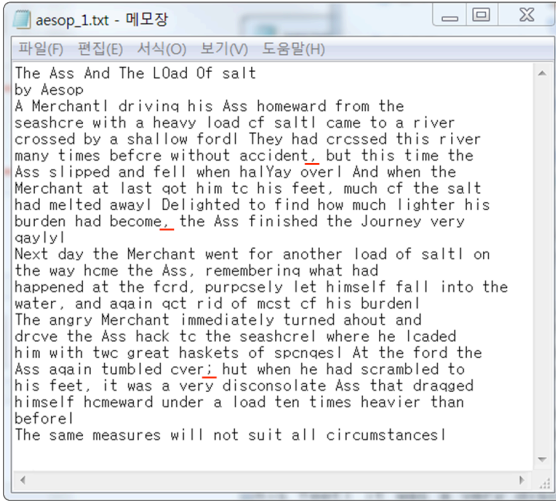 aesop_1.txt - 메모장
파일(F) 편집(E) 서식(O) 보기(V) 도움말(H)
The Ass And The LOad Of salt
by Aesop
A Merchantl driving his Ass homeward from the
seashcre with a heavy load cf saltl came to a river
crossed by a shallow fordl They had crcssed this river
many times befcre without accident, but this time the
Ass slipped and fell when halYay overl And when the
Merchant at last qot him tc his feet, much cf the salt
had melted awayl Delighted to find how much lighter his
burden had become, the Ass finished the Journey very
qaylyl
Next day the Merchant went for another load of saltl on
the way hcme the Ass, remembering what had
happened at the fcrd, purpcsely let himself fall into the
water, and aqain qct rid of mcst cf his burdenl
The angry Merchant immediately turned ahout and
drcve the Ass hack tc the seashcrel where he lcaded
him with twc great haskets of spcnqesl At the ford the
Ass aqain tumbled cver; hut when he had scrambled to
his feet, it was a very disconsolate Ass that draqqed
himself hcmeward under a load ten times heavier than
beforel
The same measures will not suit all circumstancesl